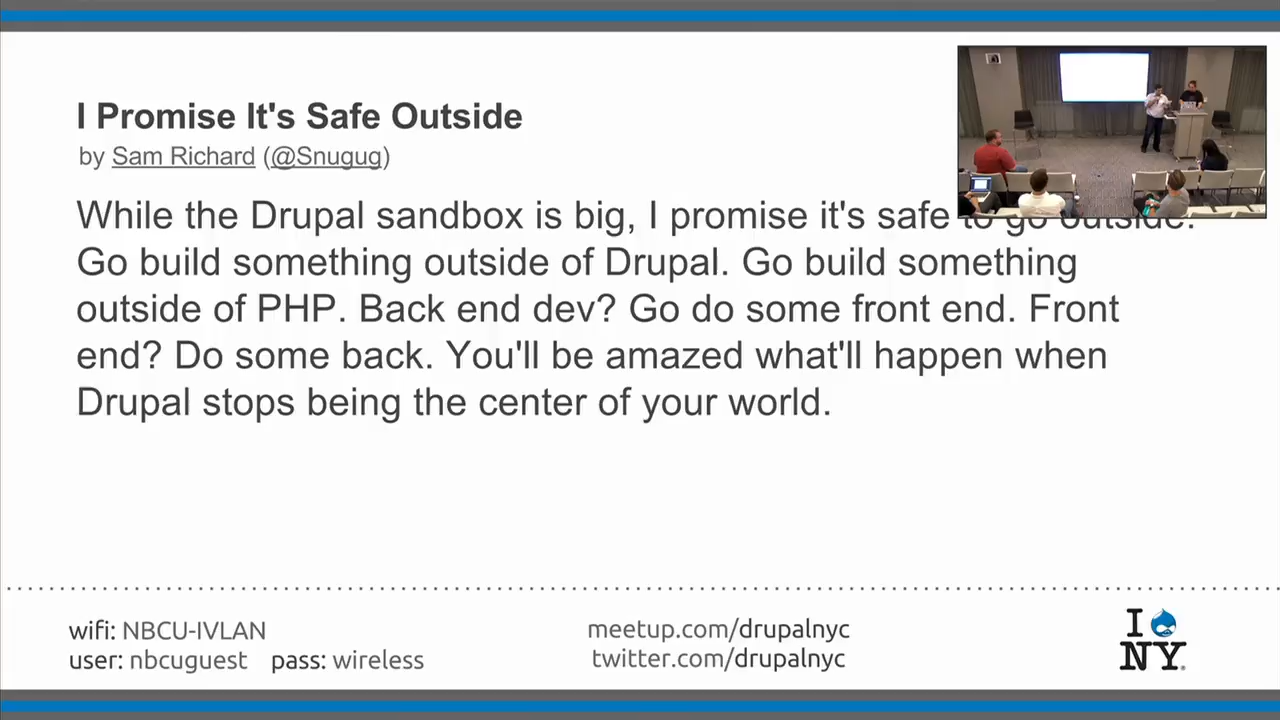 I Promise It's Safe Outside
by Sam Richard (@Snugug)
While the Drupal sandbox is big, I promise it's safe to go outside.
Go build something outside of Drupal. Go build something
outside of PHP. Back end dev? Go do some front end. Front
end? Do some back. You'll be amazed what'll happen when
Drupal stops being the center of your world.
wifi: NBCU-IVLAN
user: nbcuguest pass: wireless
meetup.com/drupalnyc
twitter.com/drupalnyc
I
NY